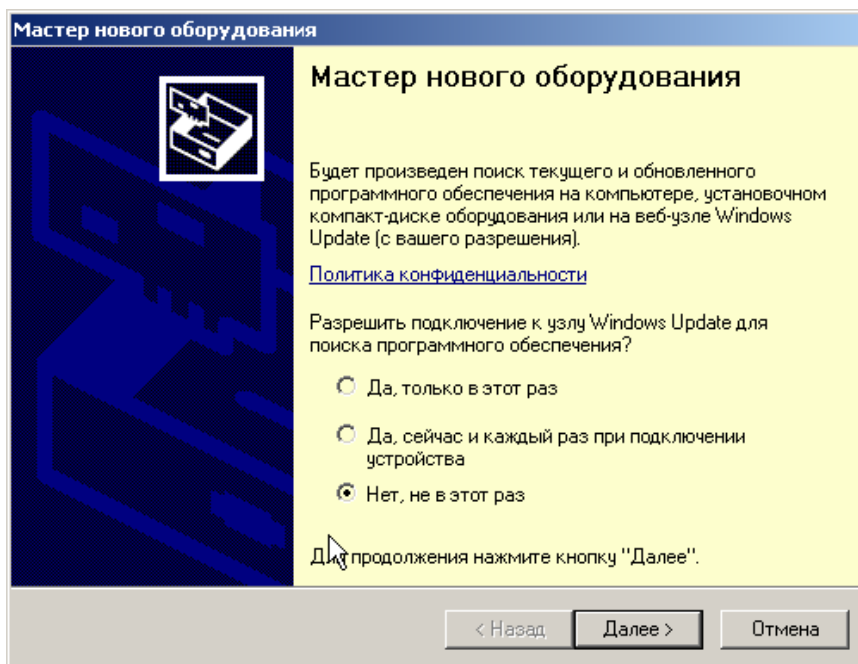 Мастер нового оборудования
Мастер нового оборудования
Будет произведен поиск текущего и обновленного
программного обеспечения на компьютере, установочном
компакт-диске оборудования или на веб-узле Windows
Update (с вашего разрешения).
Политика конфиденциальности
Разрешить подключение к узлу Windows Update для
поиска программного обеспечения?
Да, только в этот раз
Да, сейчас и каждый раз при подключении
устройства
Нет, не в этот раз
Для продолжения нажмите кнопку "Далее".
< Назад
Далее >
Отмена